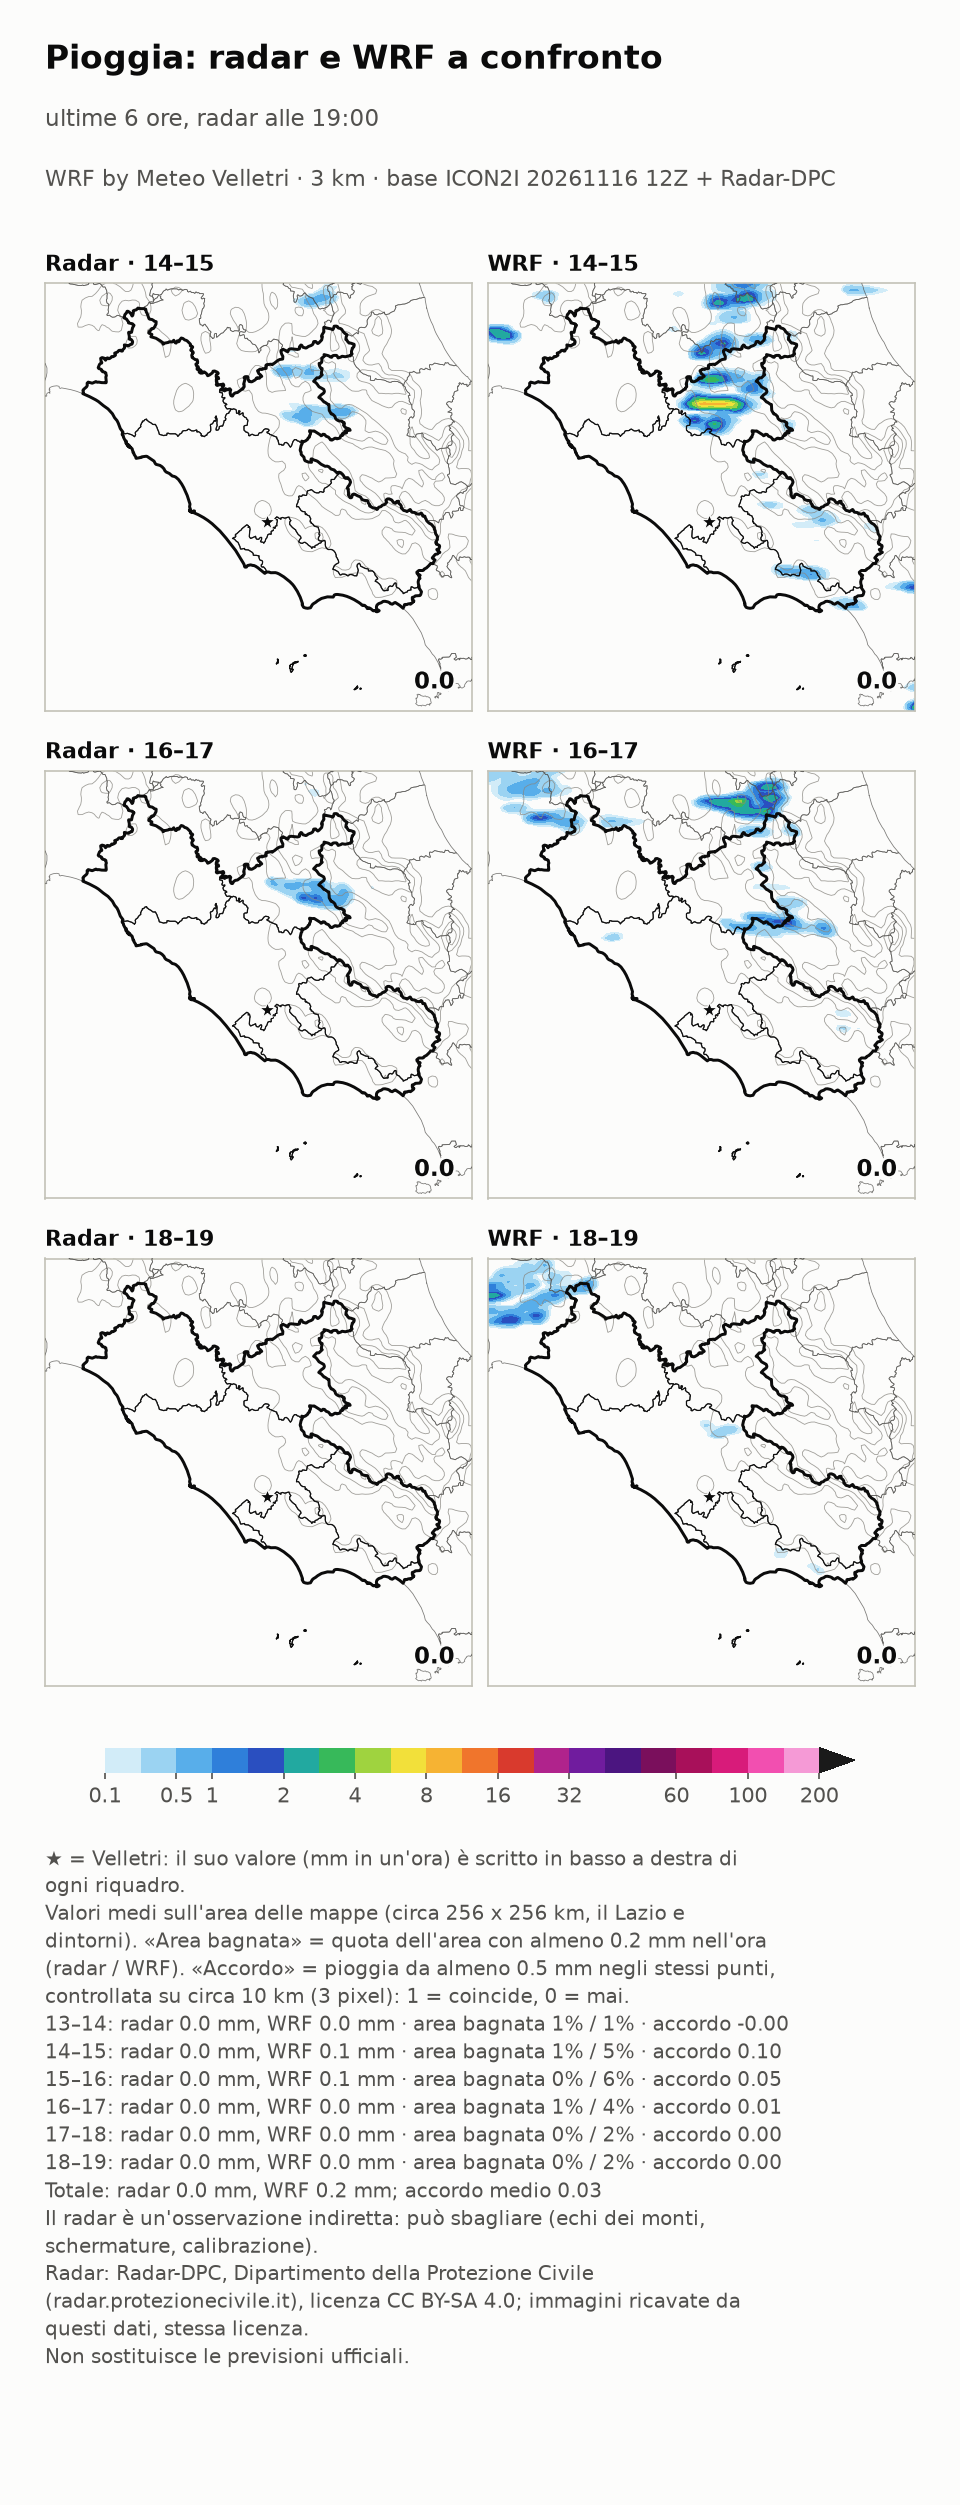 Pioggia: radar e WRF a confronto
ultime 6 ore, radar alle 19:00
WRF by Meteo Velletri · 3 km · base ICON2I 20261116 12Z + Radar-DPC
Radar · 14–15
WRF · 14–15
0.0
0.0
Radar · 16–17
WRF · 16–17
0.0
0.0
Radar · 18–19
WRF · 18–19
0.0
0.0
0.1 0.5 1 2 4 8 16 32 60 100 200
★ = Velletri: il suo valore (mm in un'ora) è scritto in basso a destra di
ogni riquadro.
Valori medi sull'area delle mappe (circa 256 x 256 km, il Lazio e
dintorni). «Area bagnata» = quota dell'area con almeno 0.2 mm nell'ora
(radar / WRF). «Accordo» = pioggia da almeno 0.5 mm negli stessi punti,
controllata su circa 10 km (3 pixel): 1 = coincide, 0 = mai.
13–14: radar 0.0 mm, WRF 0.0 mm · area bagnata 1% / 1% · accordo -0.00
14–15: radar 0.0 mm, WRF 0.1 mm · area bagnata 1% / 5% · accordo 0.10
15–16: radar 0.0 mm, WRF 0.1 mm · area bagnata 0% / 6% · accordo 0.05
16–17: radar 0.0 mm, WRF 0.0 mm · area bagnata 1% / 4% · accordo 0.01
17–18: radar 0.0 mm, WRF 0.0 mm · area bagnata 0% / 2% · accordo 0.00
18–19: radar 0.0 mm, WRF 0.0 mm · area bagnata 0% / 2% · accordo 0.00
Totale: radar 0.0 mm, WRF 0.2 mm; accordo medio 0.03
Il radar è un'osservazione indiretta: può sbagliare (echi dei monti,
schermature, calibrazione).
Radar: Radar-DPC, Dipartimento della Protezione Civile
(radar.protezionecivile.it), licenza CC BY-SA 4.0; immagini ricavate da
questi dati, stessa licenza.
Non sostituisce le previsioni ufficiali.